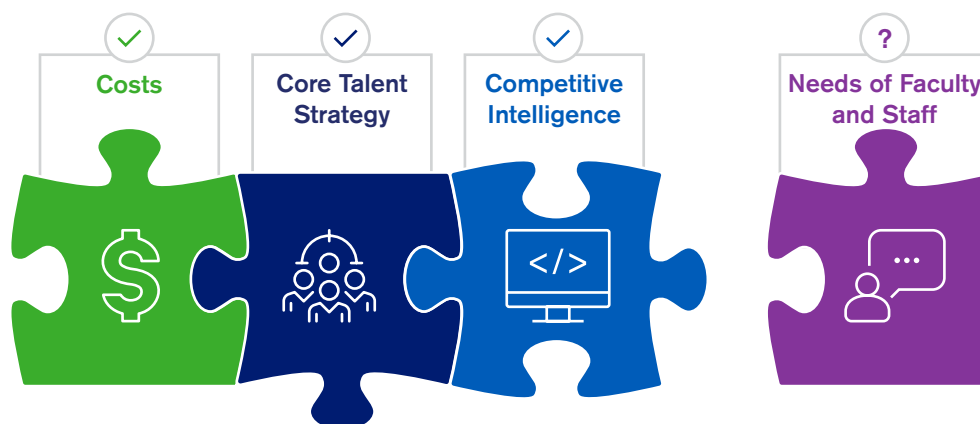 ?
Costs
Core Talent
Strategy
Competitive
Intelligence
Needs of Faculty
and Staff
$
</>
...